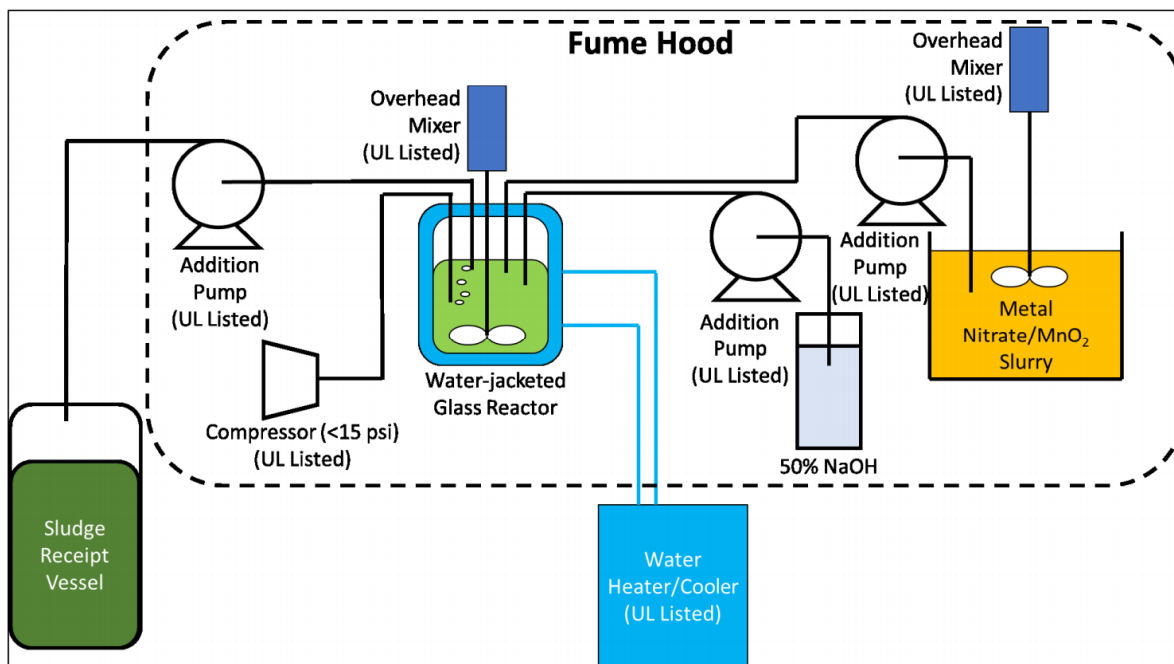 Fume Hood
Overhead
Mixer
(UL Listed)
Overhead
Mixer
(UL Listed)
Addition
Pump
(UL Listed)
Addition
Pump
(UL Listed)
Addition
Pump
(UL Listed)
Metal
Nitrate/MnO₂
Slurry
Water-jacketed
Glass Reactor
Compressor (<15 psi)
(UL Listed)
50% NaOH
Sludge
Receipt
Vessel
Water
Heater/Cooler
(UL Listed)